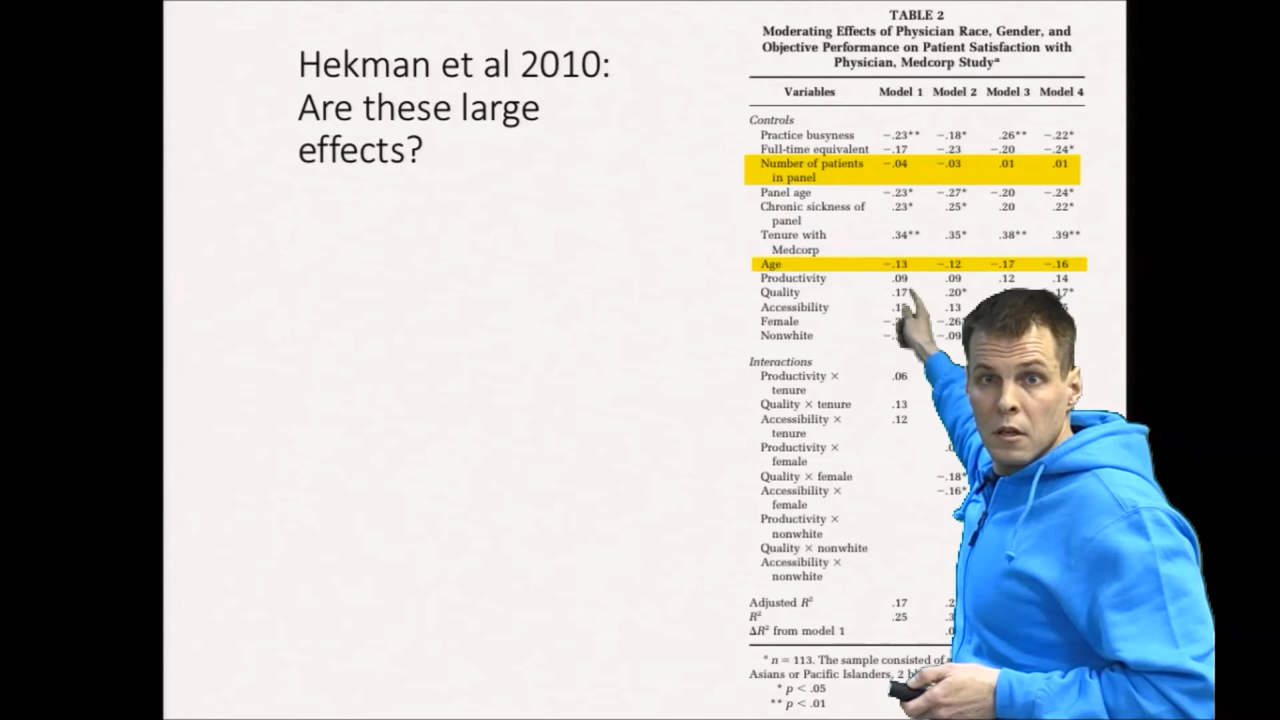 Hekman et al 2010:
Are these large
effects?
TABLE 2
Moderating Effects of Physician Race, Gender, and
Objective Performance on Patient Satisfaction with
Physician, Medcorp Studyᵃ
Variables Model 1 Model 2 Model 3 Model 4
Controls
Practice busyness −.23** −.18* .26** −.22*
Full-time equivalent −.17 −.23 −.20 −.24*
Number of patients −.04 −.03 .01 .01
in panel
Panel age −.23* −.27* −.20 −.24*
Chronic sickness of .23* .25* .20 .22*
panel
Tenure with .34** .35* .38** .39**
Medcorp
Age −.13 −.12 −.17 −.16
Productivity .09 .09 .12 .14
Quality .17* .20* .17*
Accessibility .13
Female −.26
Nonwhite −.09
Interactions
Productivity × .06
tenure
Quality × tenure .13
Accessibility × .12
tenure
Productivity ×
female
Quality × female −.18*
Accessibility × −.16*
female
Productivity ×
nonwhite
Quality × nonwhite
Accessibility ×
nonwhite
Adjusted R² .17
R² .25
ΔR² from model 1
ᵃ n = 113. The sample consisted of
Asians or Pacific Islanders, 2
* p < .05
** p < .01